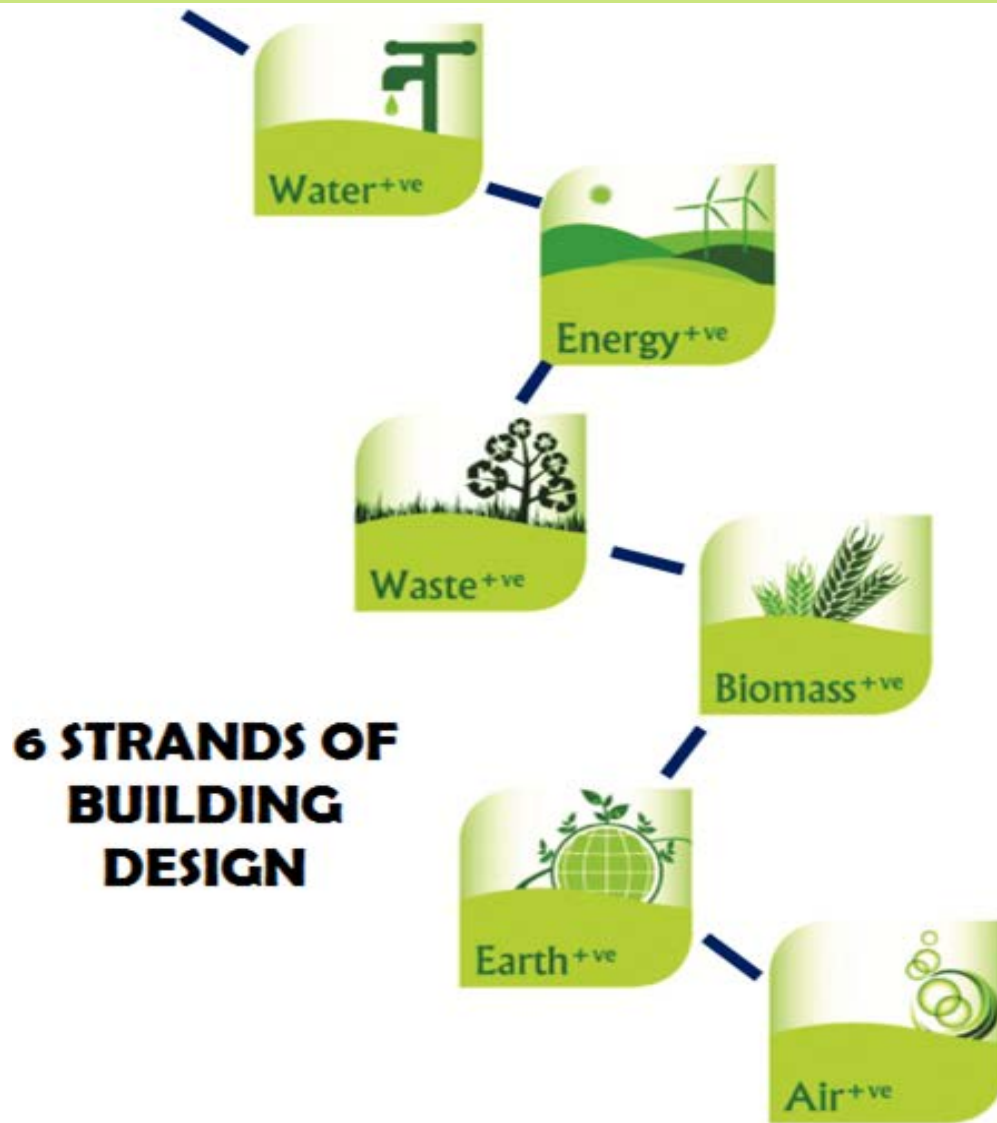 Water+ve
Energy+ve
Waste+ve
Biomass+ve
6 STRANDS OF
BUILDING
DESIGN
Earth+ve
Air+ve